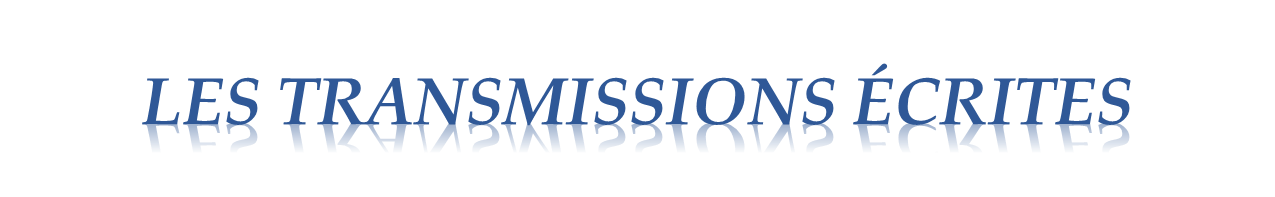 LES TRANSMISSIONS ÉCRITES